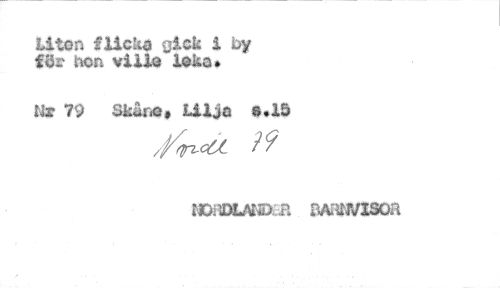 Liten flicka gick i by
för hon ville leka.
Nr 79 Skåne, Lilja s.15
Nordl 79
NORDLANDER BARNVISOR